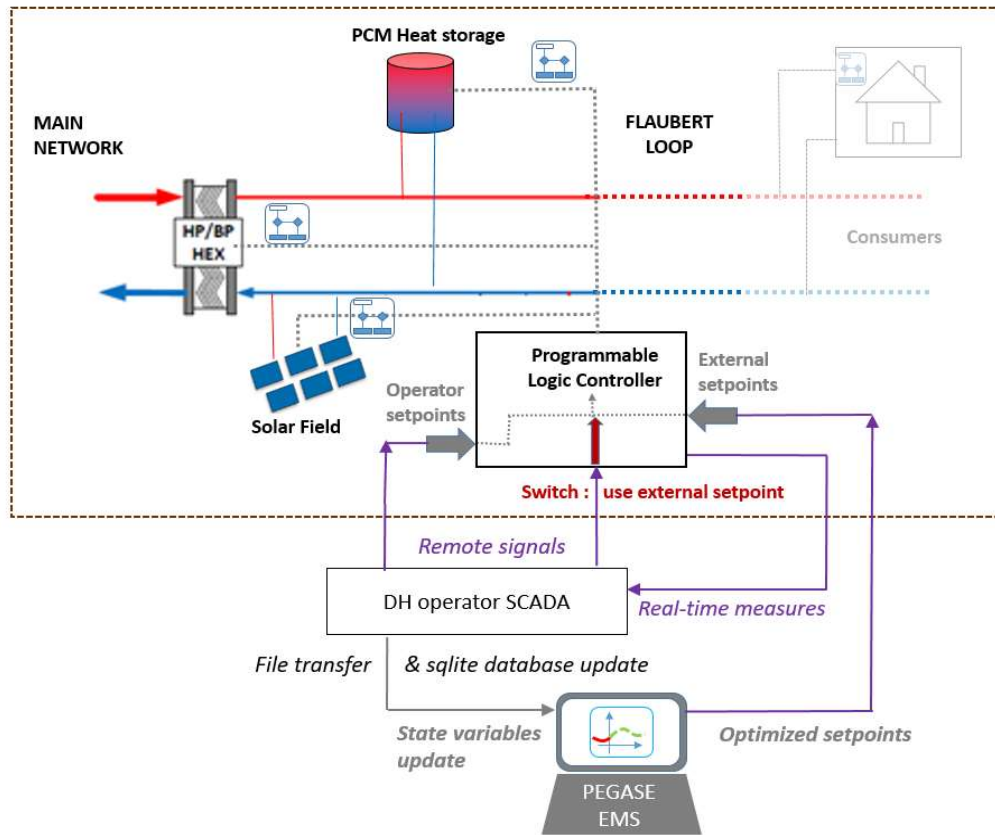 PCM Heat storage
MAIN
NETWORK
FLAUBERT
LOOP
HP/BP
HEX
Consumers
Solar Field
Programmable
Logic Controller
Operator
setpoints
External
setpoints
Switch : use external setpoint
Remote signals
DH operator SCADA
Real-time measures
File transfer & sqlite database update
State variables
update
Optimized setpoints
PEGASE
EMS